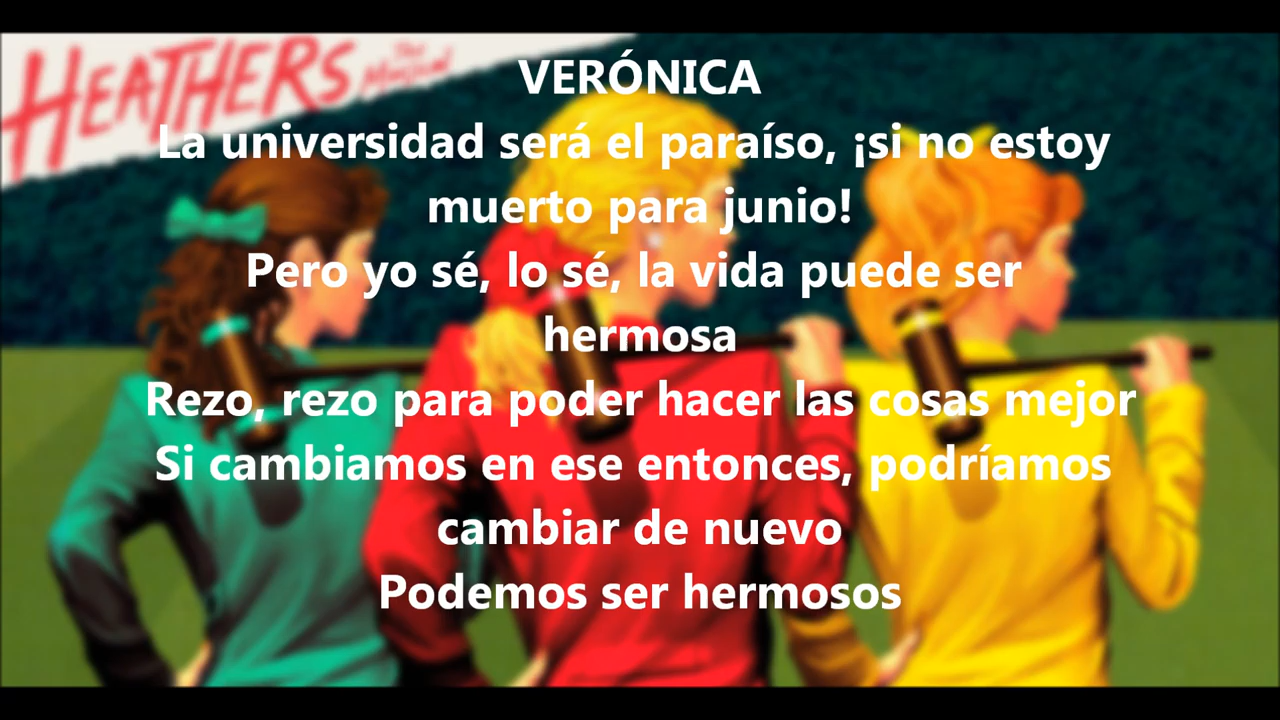 HEATHERS
The
Musical
VERÓNICA
La universidad será el paraíso, ¡si no estoy
muerto para junio!
Pero yo sé, lo sé, la vida puede ser
hermosa
Rezo, rezo para poder hacer las cosas mejor
Si cambiamos en ese entonces, podríamos
cambiar de nuevo
Podemos ser hermosos